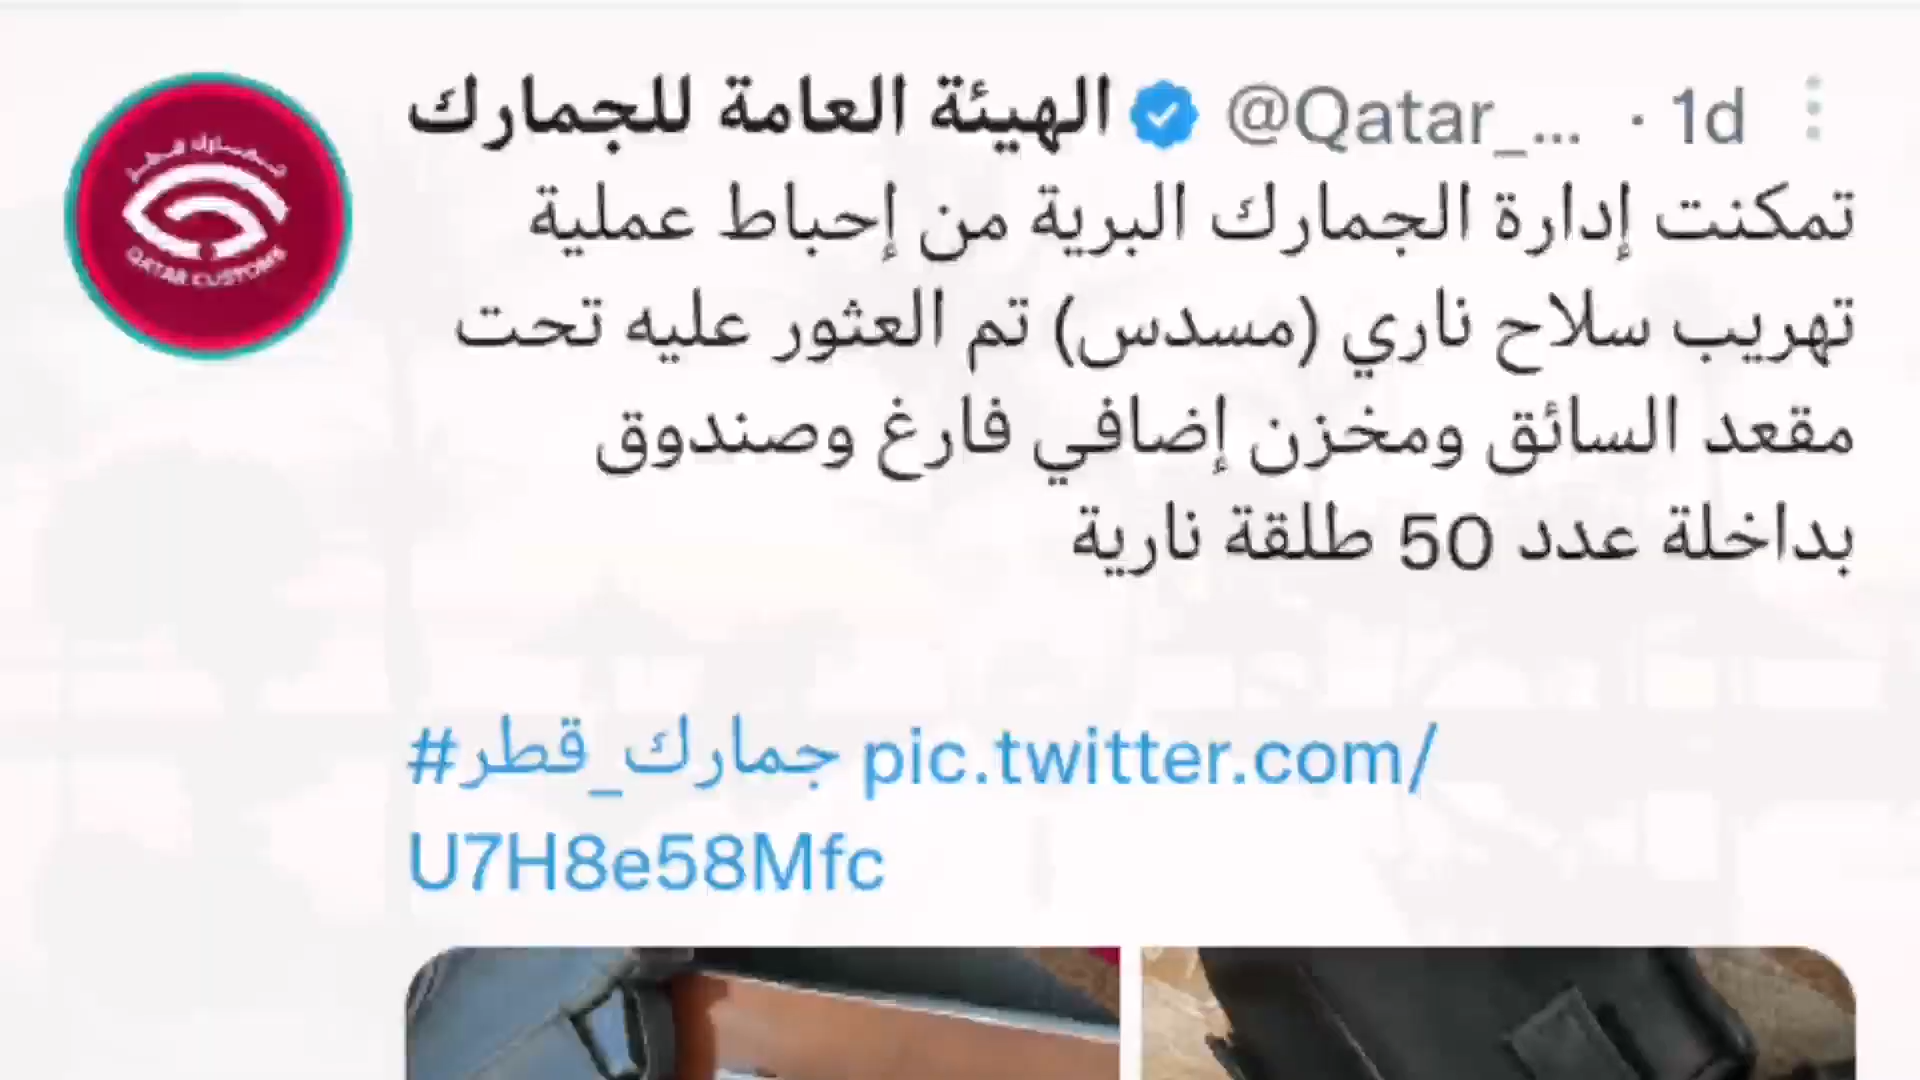 الهيئة العامة للجمارك @Qatar_... · 1d
تمكنت إدارة الجمارك البرية من إحباط عملية
تهريب سلاح ناري (مسدس) تم العثور عليه تحت
مقعد السائق ومخزن إضافي فارغ وصندوق
بداخلة عدد 50 طلقة نارية
#جمارك_قطر pic.twitter.com/
U7H8e58Mfc
جمارك قطر
QATAR CUSTOMS